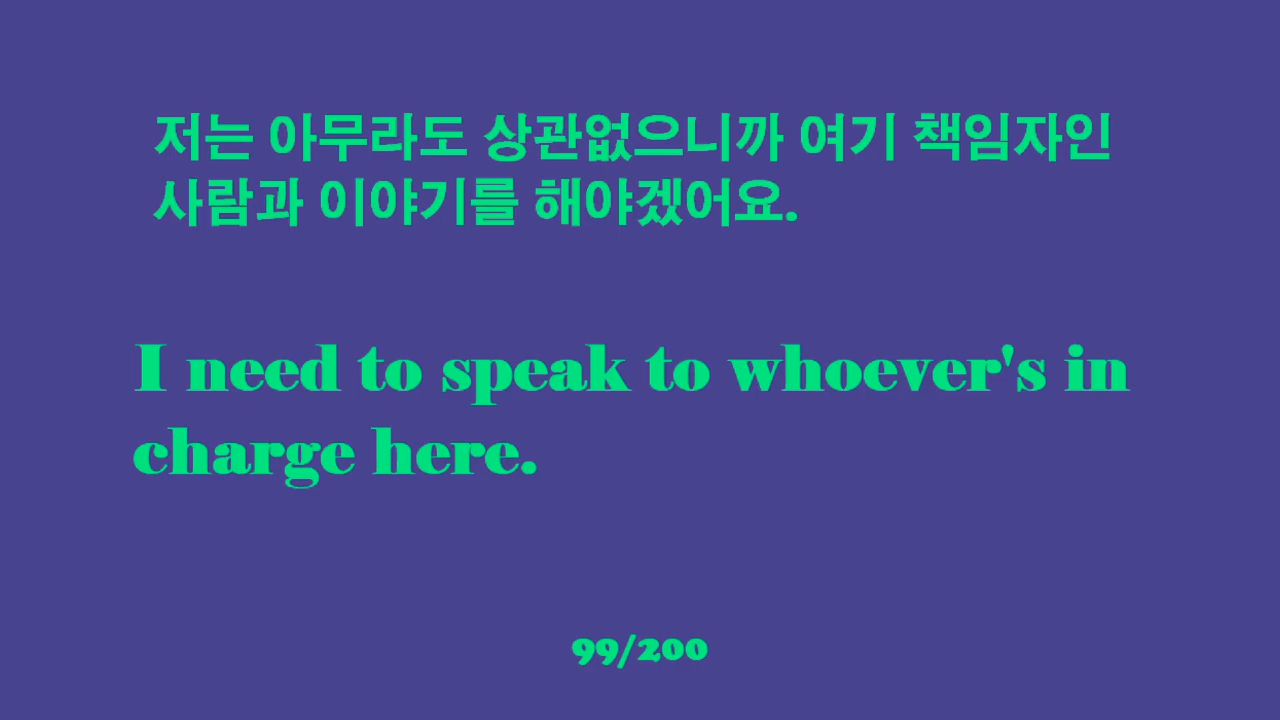 저는 아무라도 상관없으니까 여기 책임자인
사람과 이야기를 해야겠어요.
I need to speak to whoever's in
charge here.
99/200